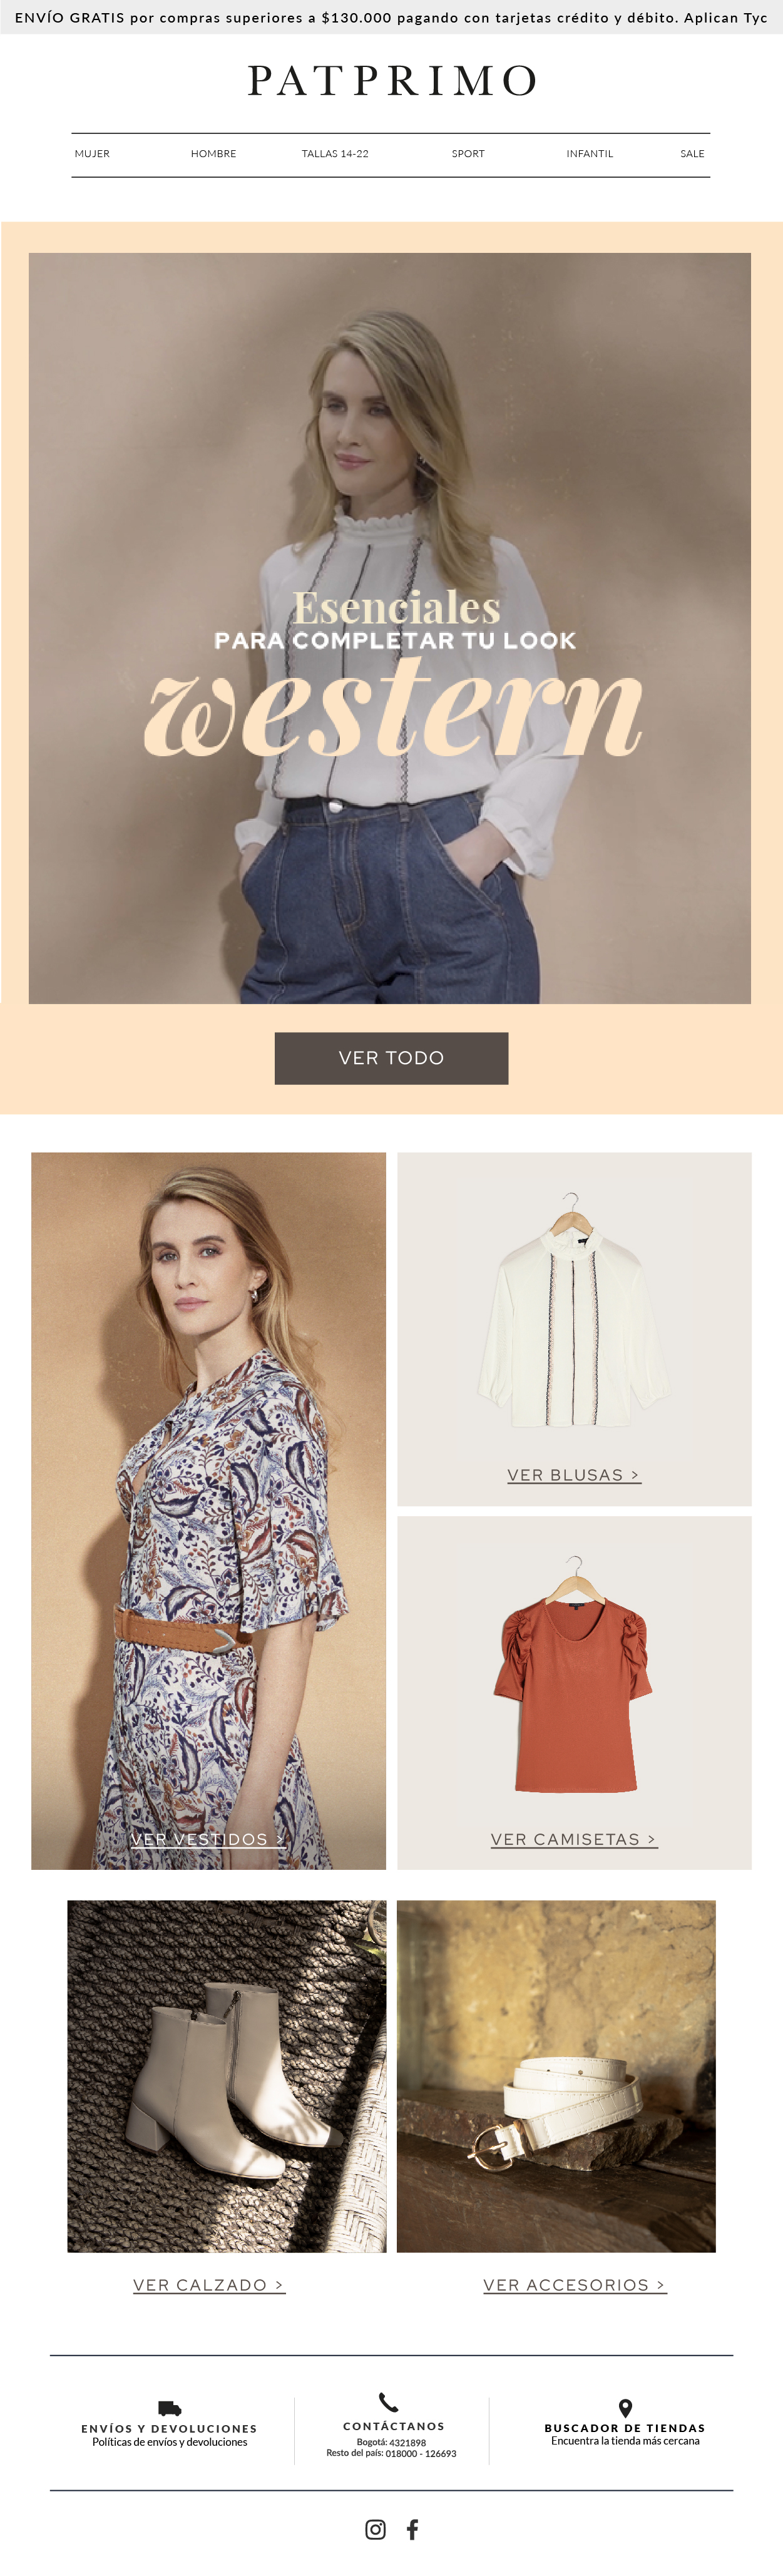 ENVÍO GRATIS por compras superiores a $130.000 pagando con tarjetas crédito y débito. Aplican Tyc
PATPRIMO
MUJER HOMBRE TALLAS 14-22 SPORT INFANTIL SALE
Esenciales
PARA COMPLETAR TU LOOK
western
VER TODO
VER BLUSAS >
VER VESTIDOS >
VER CAMISETAS >
VER CALZADO >
VER ACCESORIOS >
ENVÍOS Y DEVOLUCIONES
Políticas de envíos y devoluciones
CONTÁCTANOS
Bogotá: 4321898
Resto del país: 018000 - 126693
BUSCADOR DE TIENDAS
Encuentra la tienda más cercana